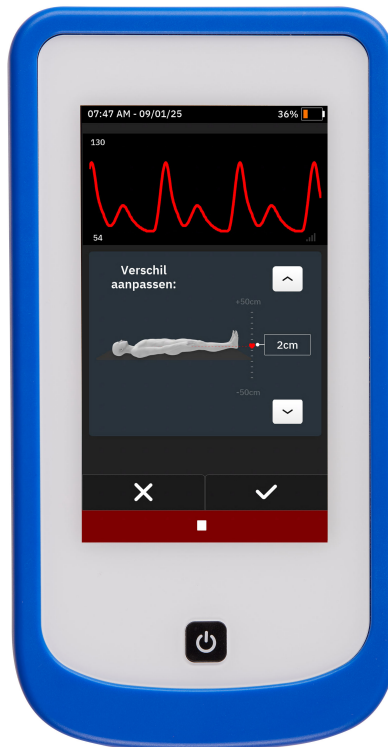 07:47 AM - 09/01/25 36%
130
54
Verschil
aanpassen:
+50cm
2cm
-50cm